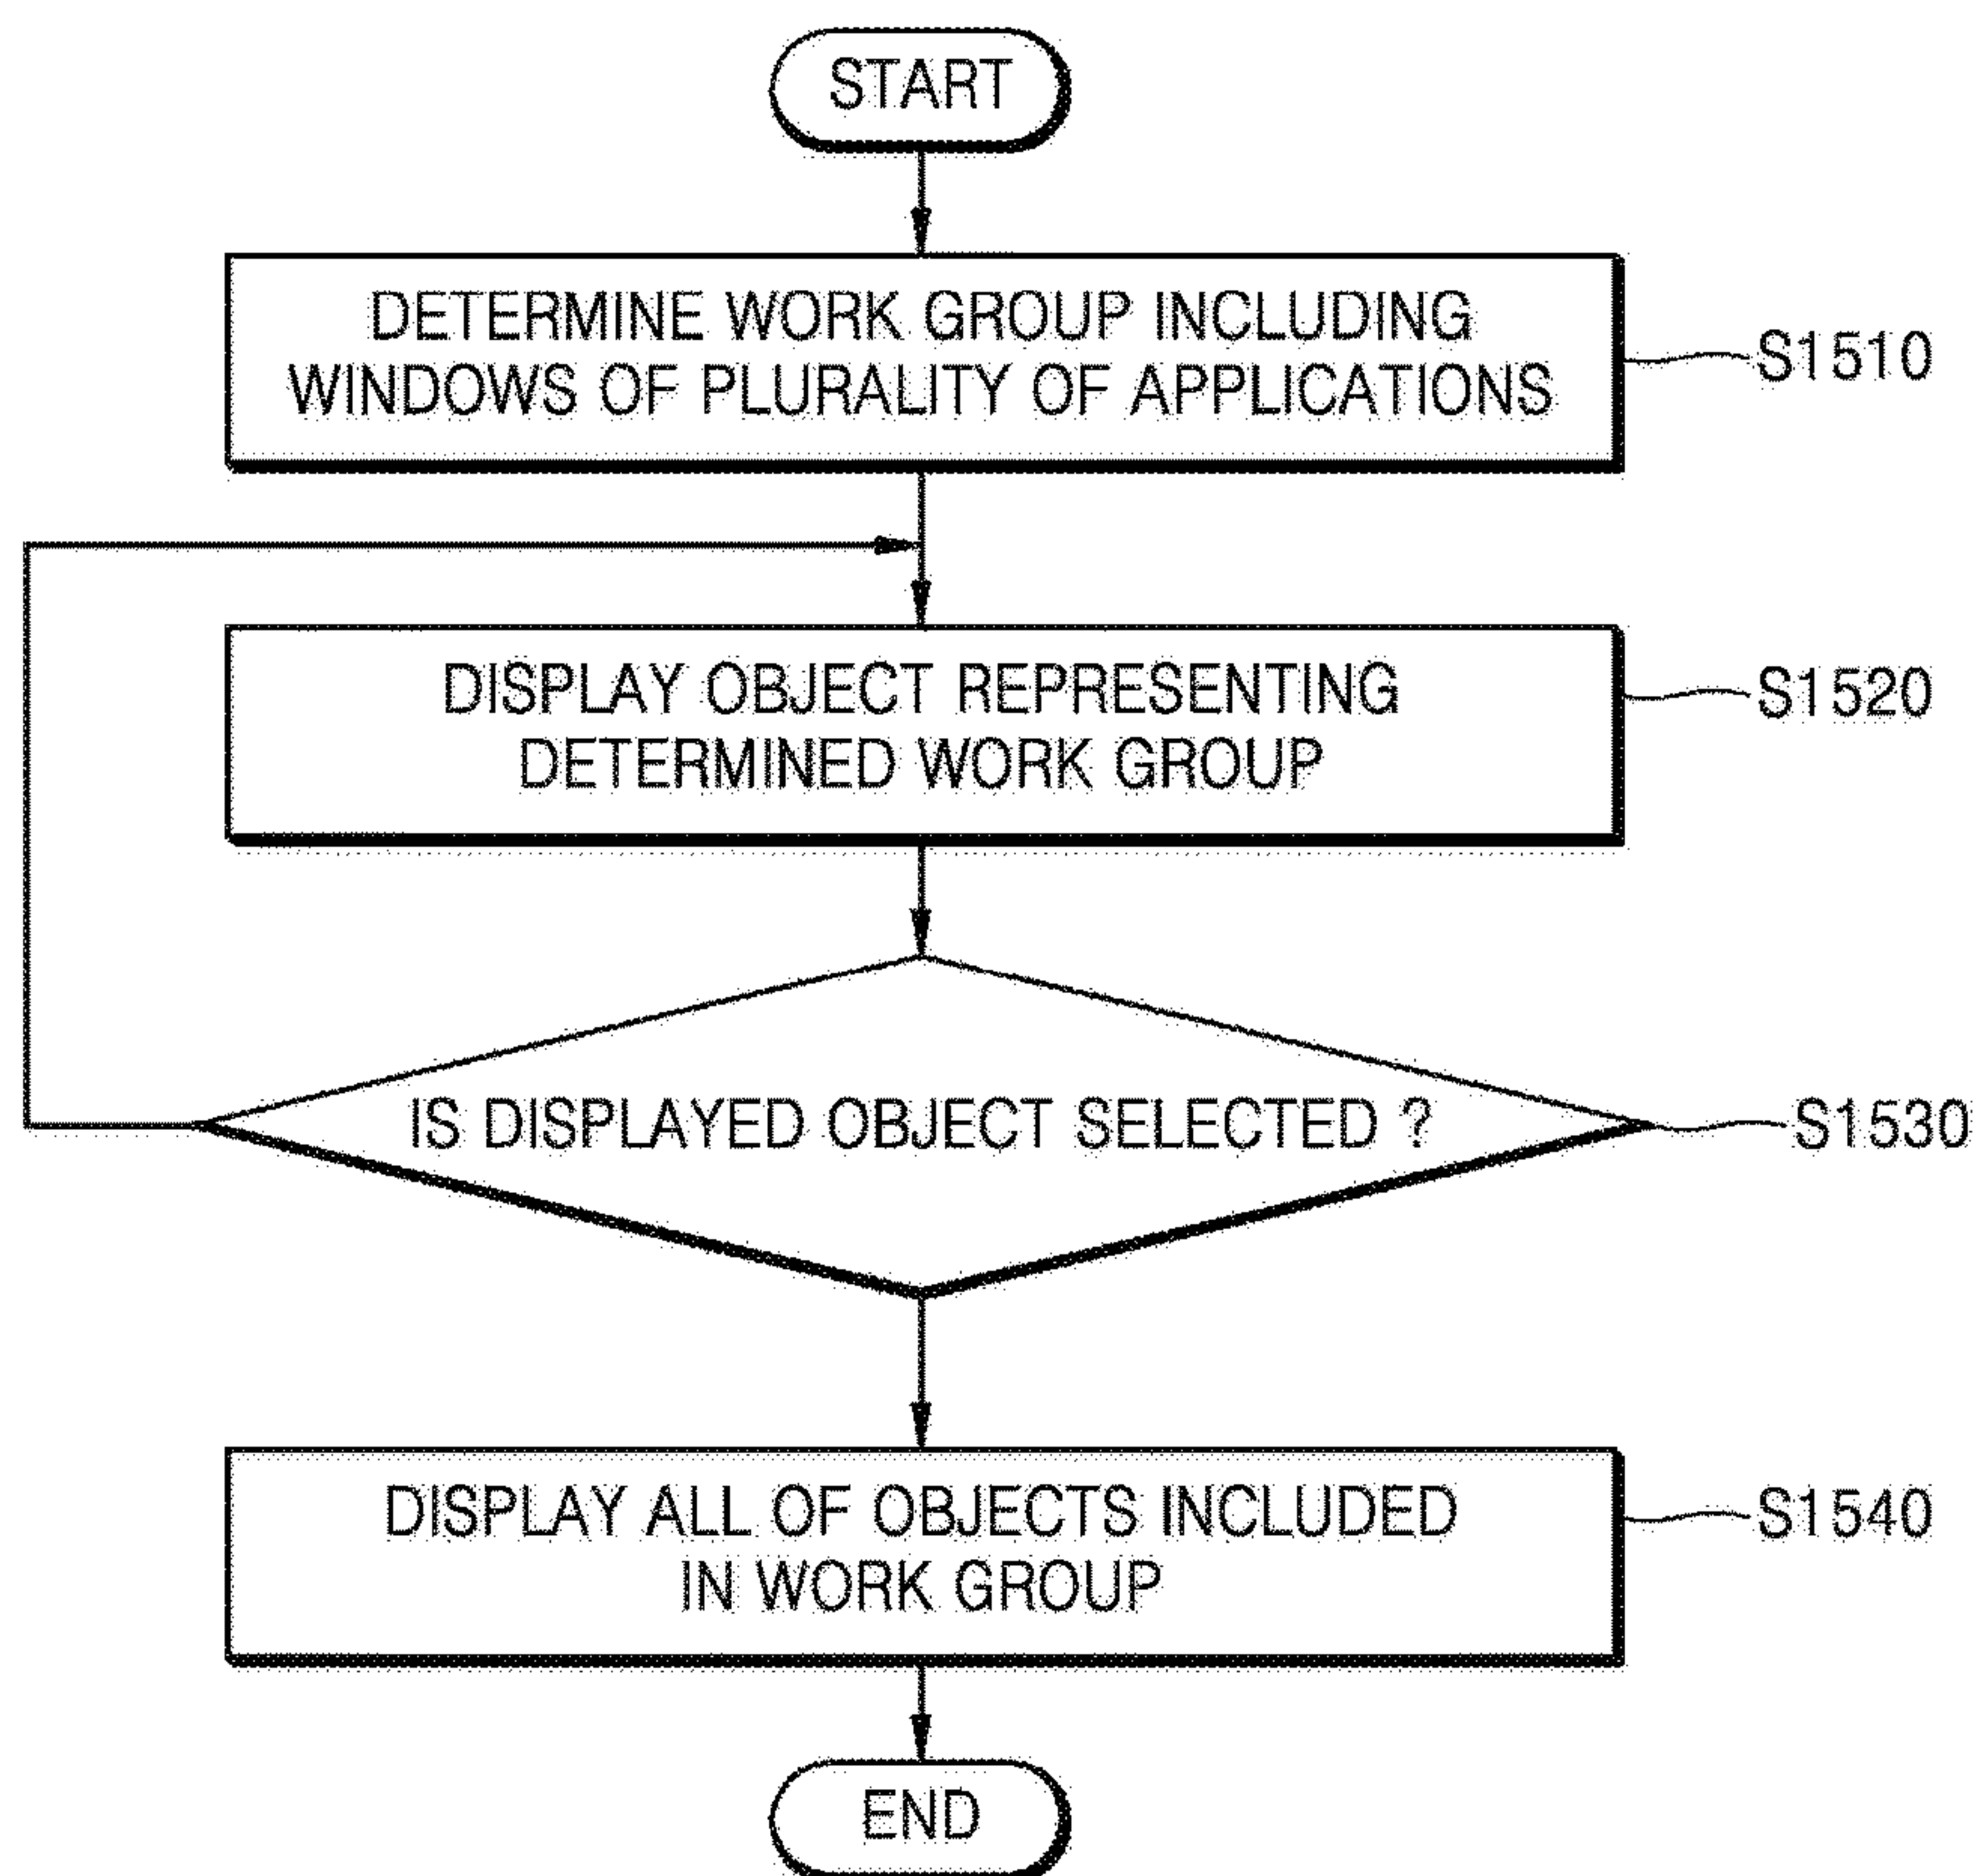 START
DETERMINE WORK GROUP INCLUDING
WINDOWS OF PLURALITY OF APPLICATIONS
S1510
DISPLAY OBJECT REPRESENTING
DETERMINED WORK GROUP
S1520
IS DISPLAYED OBJECT SELECTED ?
S1530
DISPLAY ALL OF OBJECTS INCLUDED
IN WORK GROUP
S1540
END